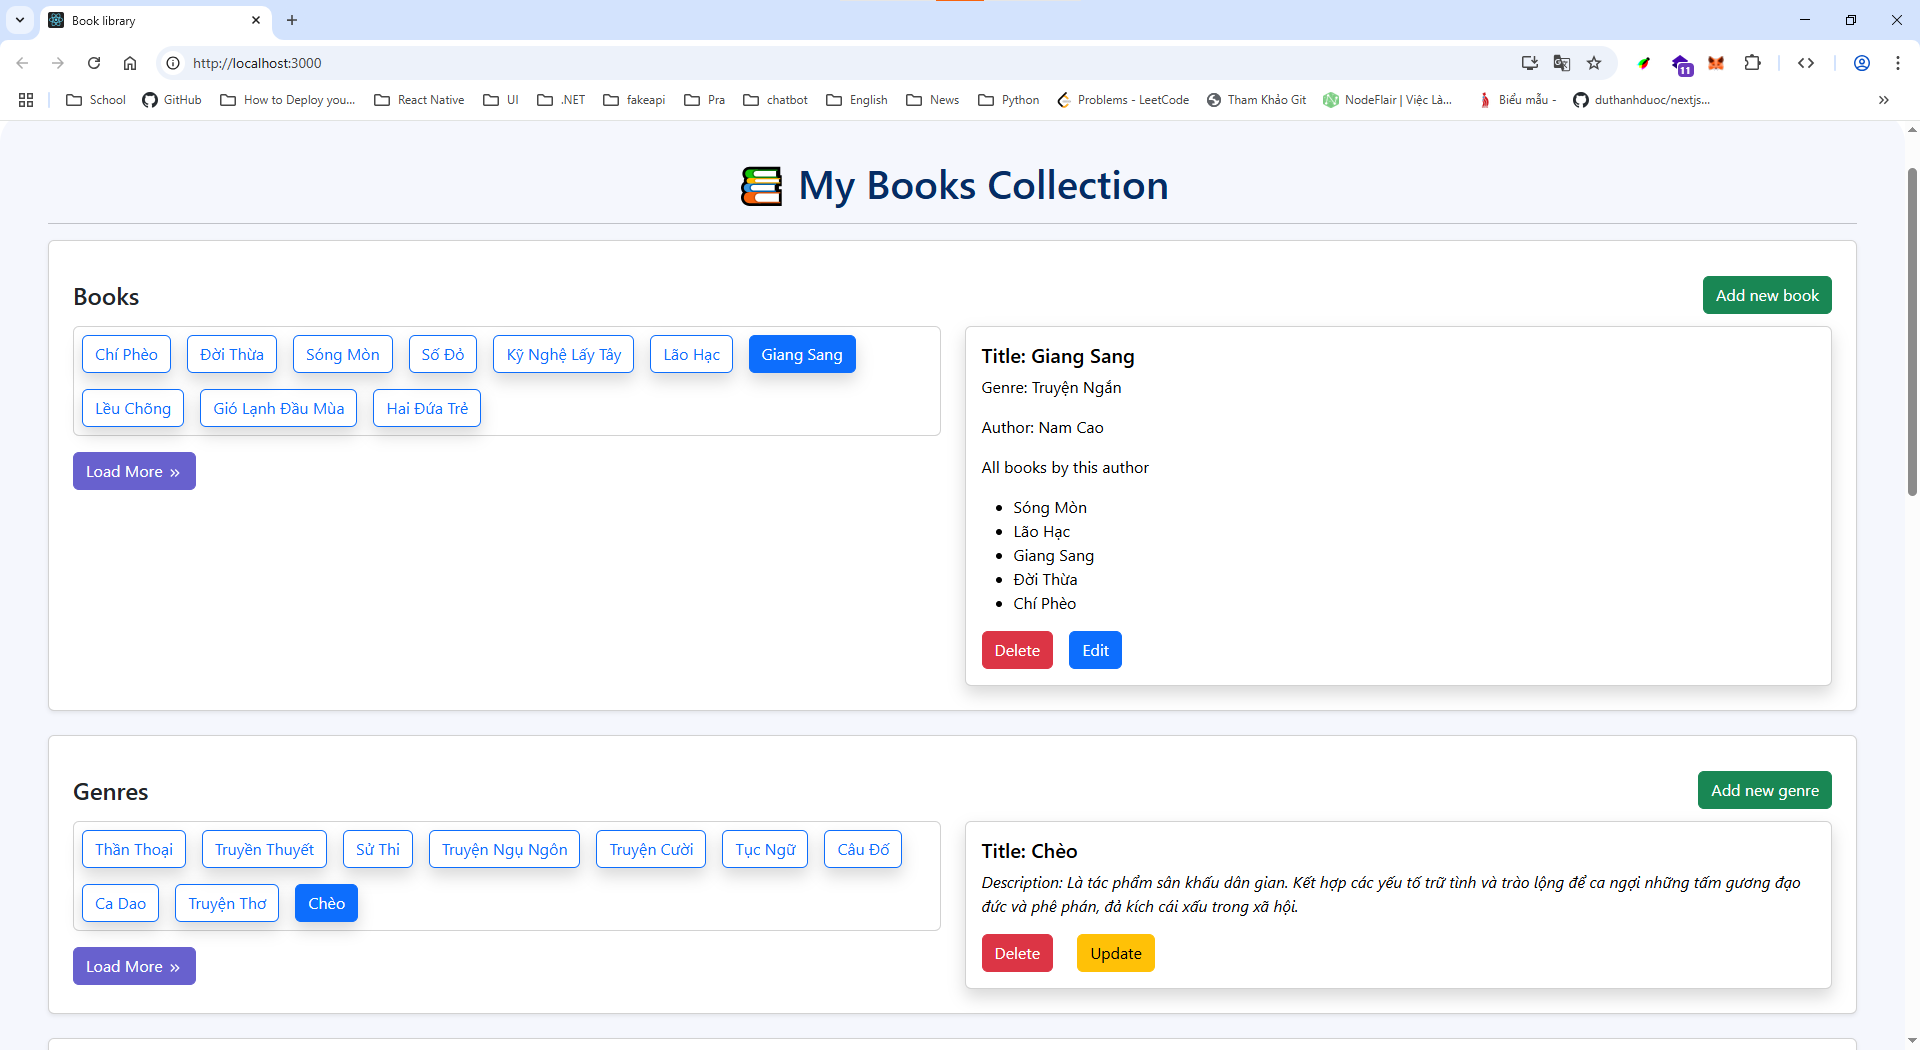 Book library
http://localhost:3000
11
School GitHub How to Deploy you... React Native UI .NET fakeapi Pra chatbot English News Python Problems - LeetCode Tham Khảo Git NodeFlair | Việc Là... Biểu mẫu - duthanhduoc/nextjs...
My Books Collection
Books
Add new book
Chí Phèo Đời Thừa Sóng Mòn Số Đỏ Kỹ Nghệ Lấy Tây Lão Hạc Giang Sang
Lều Chõng Gió Lạnh Đầu Mùa Hai Đứa Trẻ
Load More »
Title: Giang Sang
Genre: Truyện Ngắn
Author: Nam Cao
All books by this author
Sóng Mòn
Lão Hạc
Giang Sang
Đời Thừa
Chí Phèo
Delete Edit
Genres
Add new genre
Thần Thoại Truyền Thuyết Sử Thi Truyện Ngụ Ngôn Truyện Cười Tục Ngữ Câu Đố
Ca Dao Truyện Thơ Chèo
Load More »
Title: Chèo
Description: Là tác phẩm sân khấu dân gian. Kết hợp các yếu tố trữ tình và trào lộng để ca ngợi những tấm gương đạo
đức và phê phán, đả kích cái xấu trong xã hội.
Delete Update